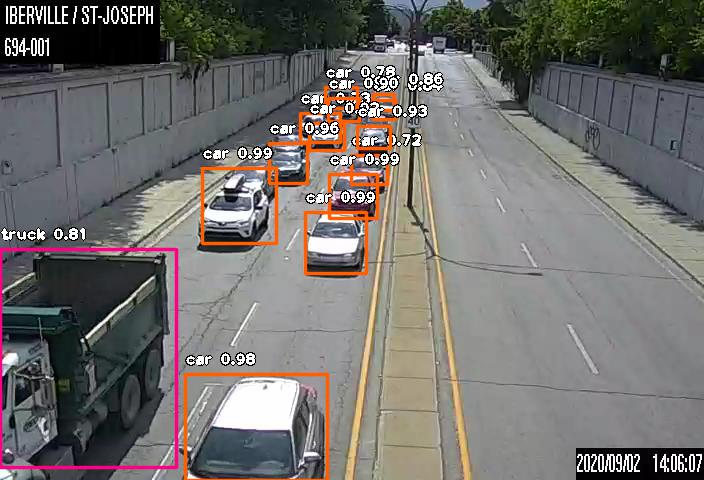 IBERVILLE / ST-JOSEPH
694-001
car 0.78
car 0.90
0.86
car 0.93
car 0.96
car 0.72
car 0.99
car 0.99
car 0.99
truck 0.81
car 0.98
2020/09/02 14:06:07